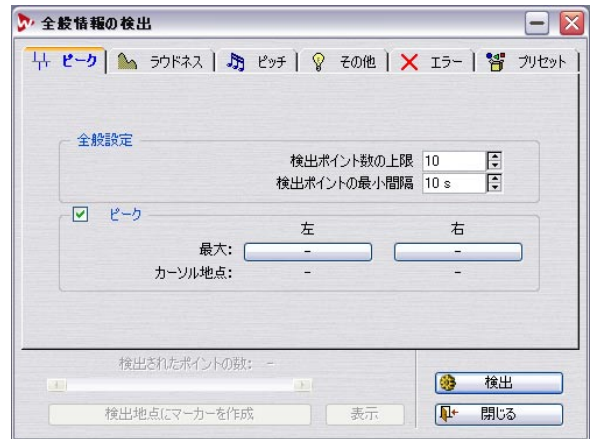 全般情報の検出
ピーク ラウドネス ピッチ その他 エラー プリセット
全般設定
検出ポイント数の上限 10
検出ポイントの最小間隔 10 s
ピーク
左 右
最大: - -
カーソル地点: - -
検出されたポイントの数: -
検出
検出地点にマーカーを作成 表示 閉じる